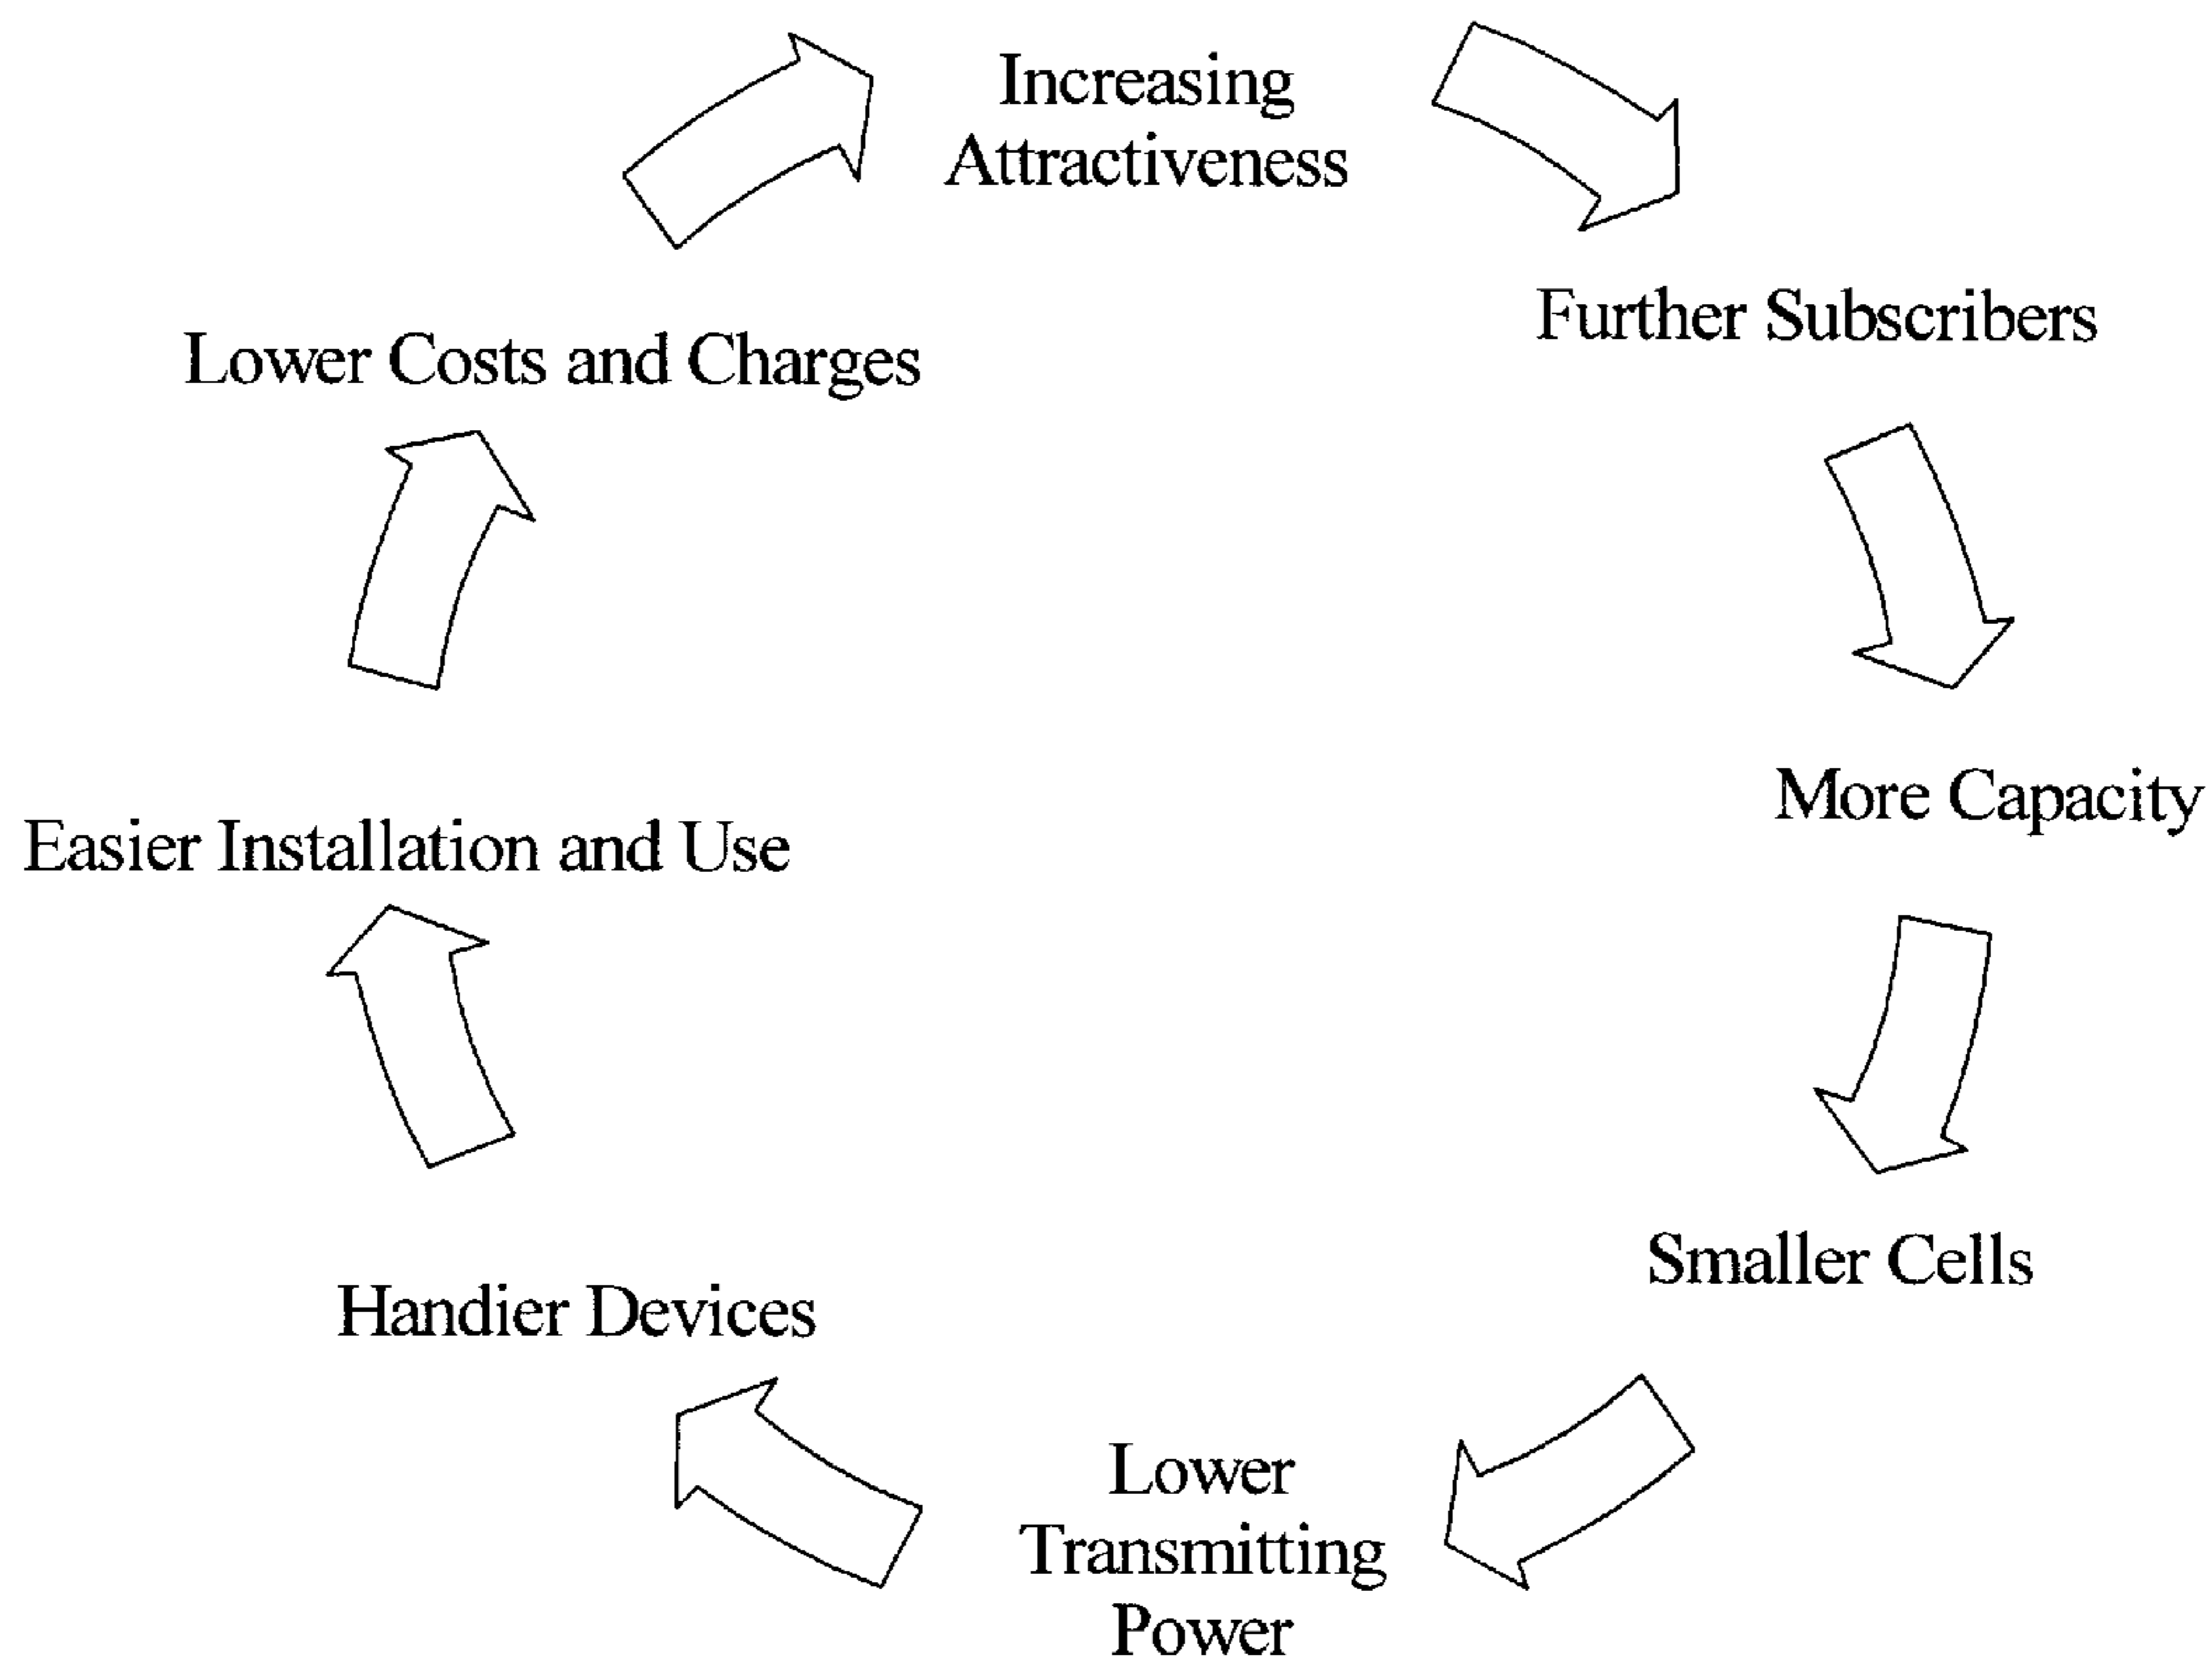 Increasing
Attractiveness
Further Subscribers
Lower Costs and Charges
More Capacity
Easier Installation and Use
Smaller Cells
Handier Devices
Lower
Transmitting
Power